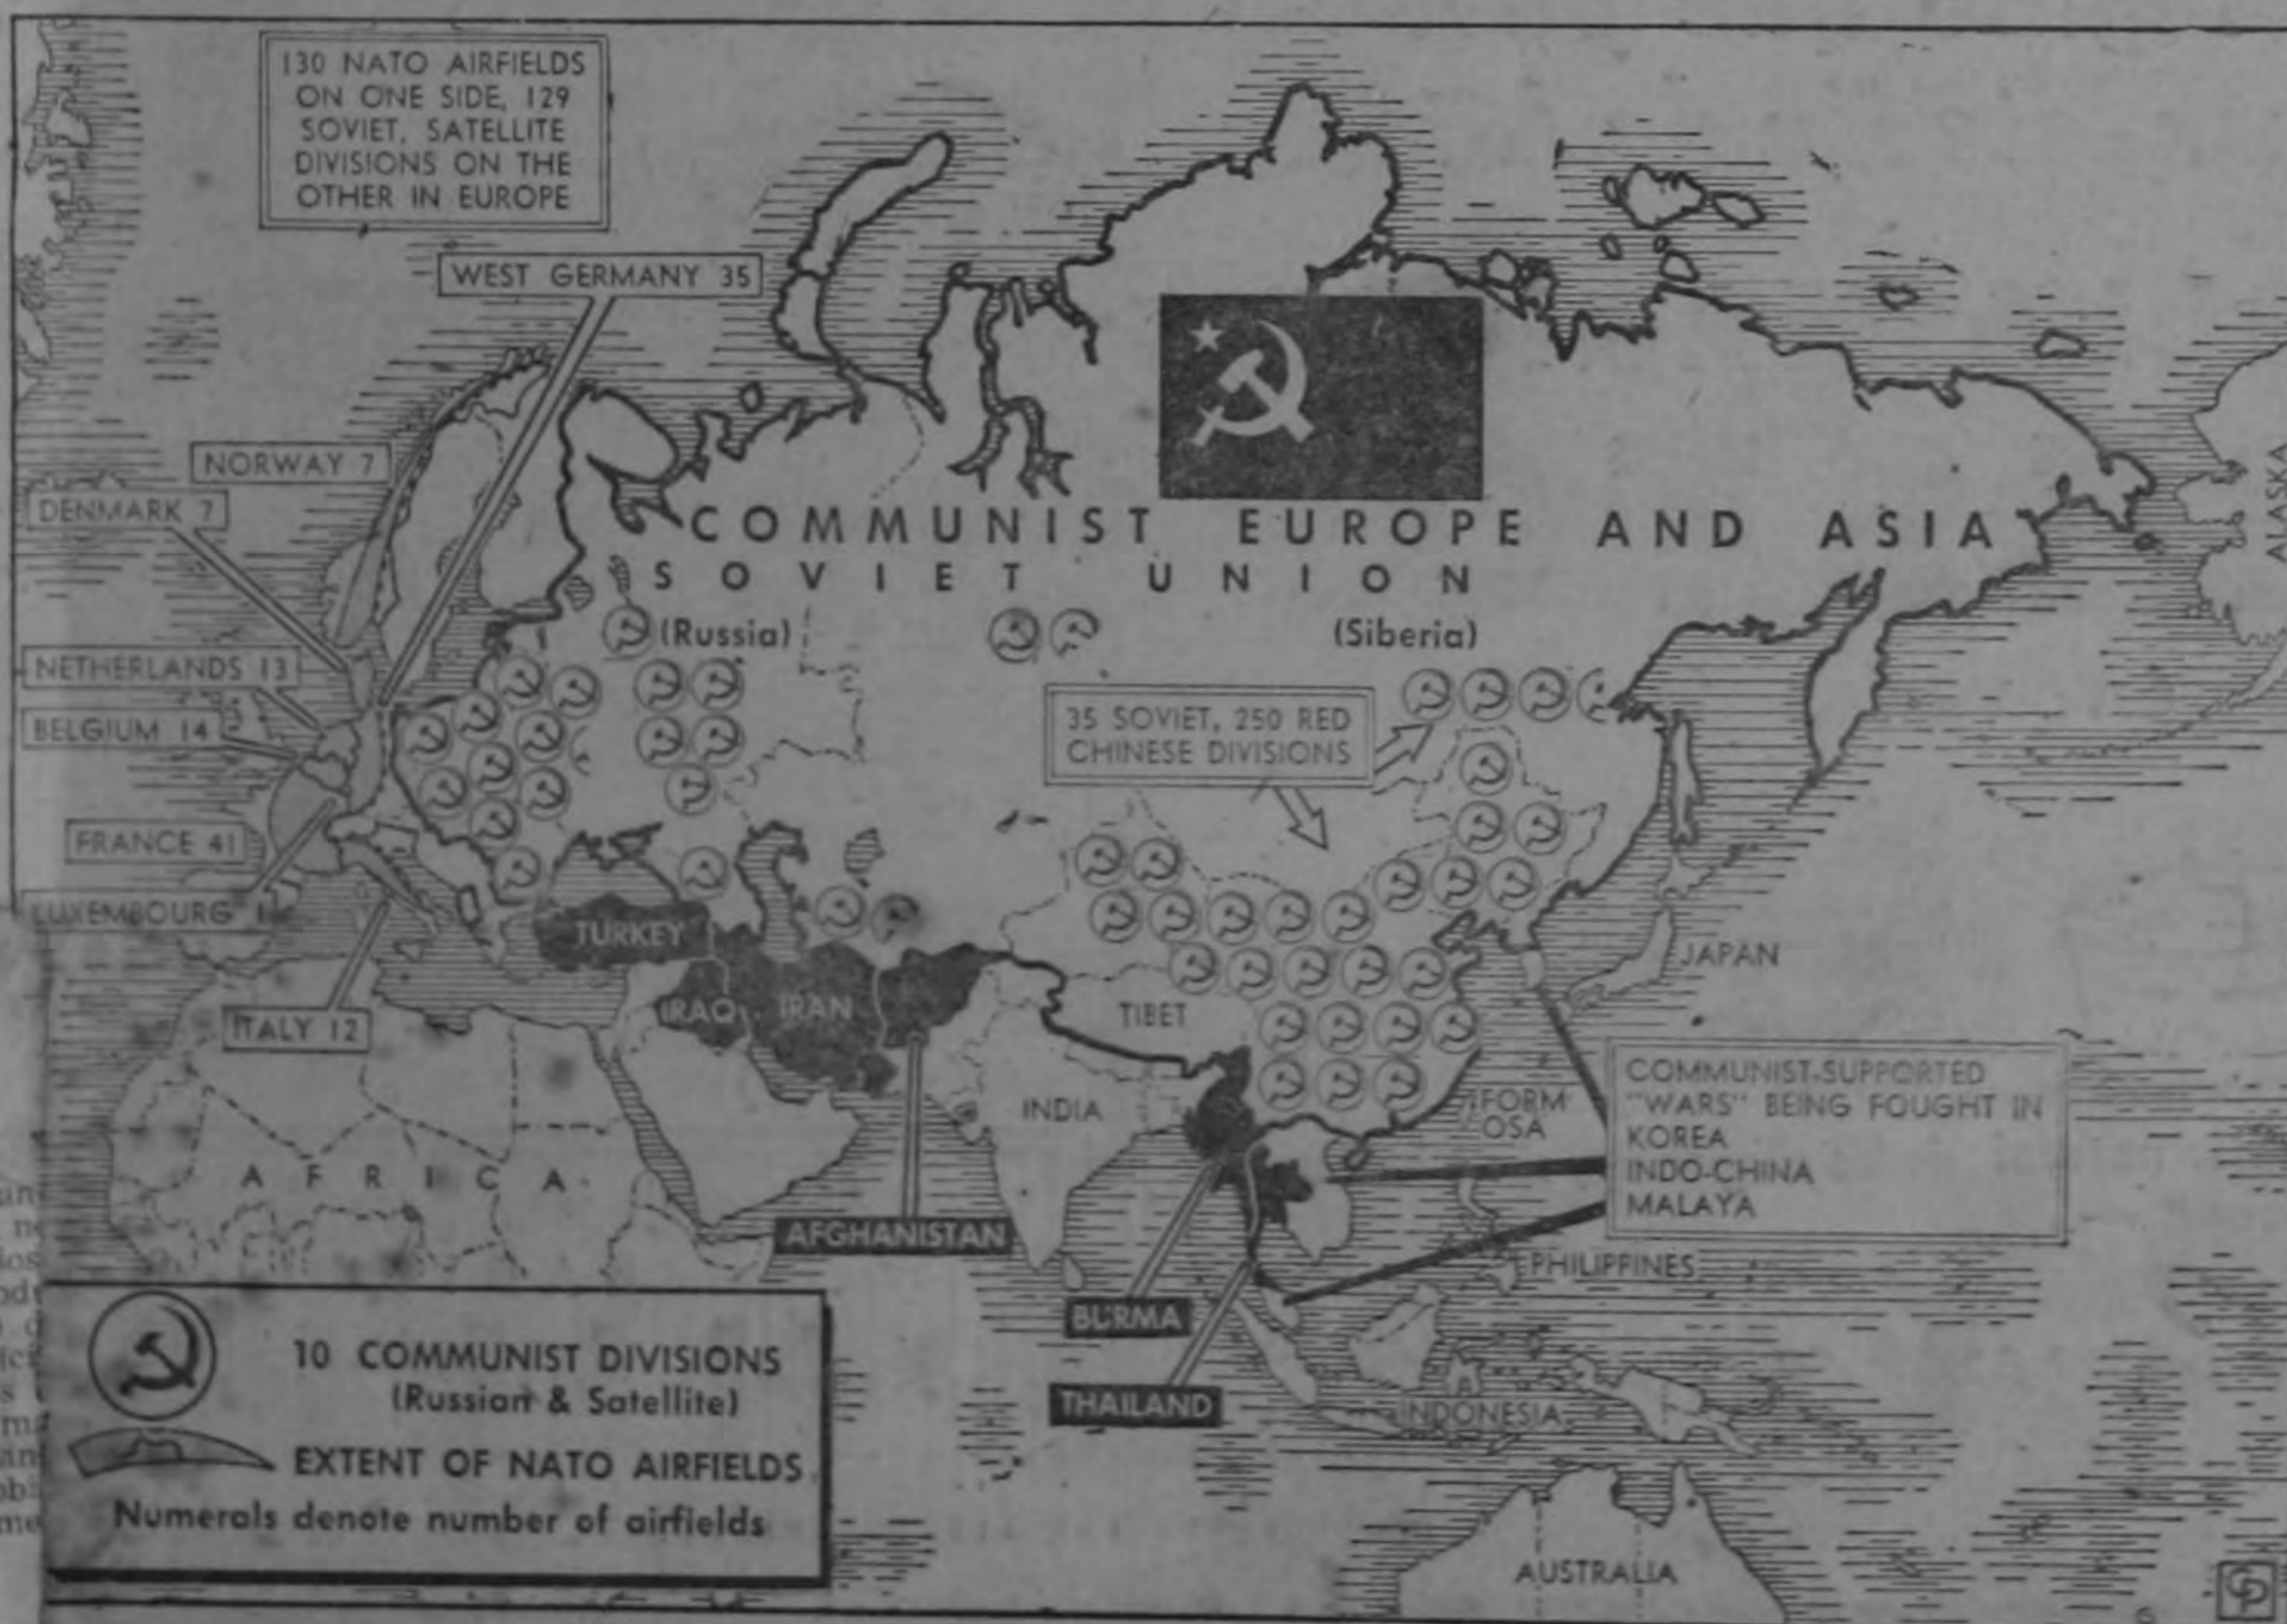 130 NATO AIRFIELDS
ON ONE SIDE, 129
SOVIET, SATELLITE
DIVISIONS ON THE
OTHER IN EUROPE
WEST GERMANY 35
NORWAY 7
DENMARK 7
NETHERLANDS 13
BELGIUM 14
FRANCE 41
LUXEMBOURG 1
ITALY 12
COMMUNIST EUROPE AND ASIA
SOVIET UNION
(Russia)
(Siberia)
ALASKA
35 SOVIET, 250 RED
CHINESE DIVISIONS
TURKEY
IRAQ
IRAN
TIBET
JAPAN
INDIA
FORM
OSA
COMMUNIST-SUPPORTED
"WARS" BEING FOUGHT IN
KOREA
INDO-CHINA
MALAYA
AFRICA
AFGHANISTAN
PHILIPPINES
BURMA
THAILAND
INDONESIA
AUSTRALIA
10 COMMUNIST DIVISIONS
(Russian & Satellite)
EXTENT OF NATO AIRFIELDS
Numerals denote number of airfields
CP